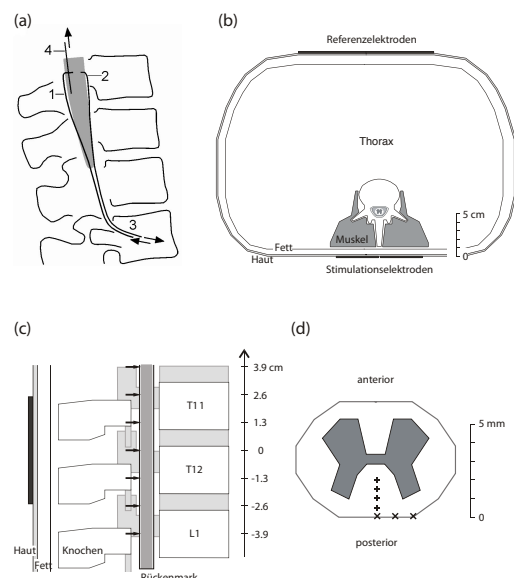 (a)
4
2
1
3
(b)
Referenzelektroden
Thorax
Muskel
5 cm
0
Fett
Haut
Stimulationselektroden
(c)
3.9 cm
2.6
T11
1.3
0
T12
-1.3
-2.6
L1
-3.9
Haut
Fett
Knochen
Rückenmark
(d)
anterior
5 mm
0
posterior